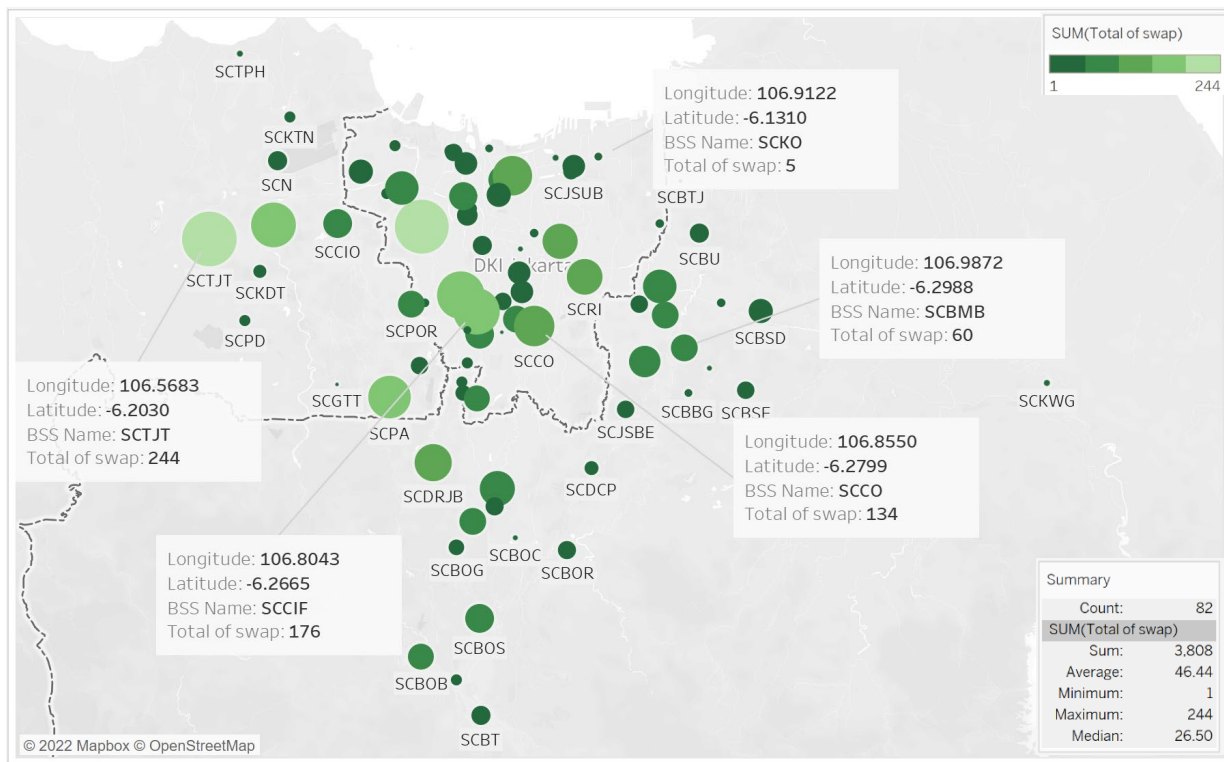 SUM(Total of swap)
1 244
SCTPH
Longitude: 106.9122
Latitude: -6.1310
BSS Name: SCKO
Total of swap: 5
SCKTN
SCN
SCJSUB
SCBTJ
SCBU
SCCIO
DKI Jakarta
SCTJT
SCKDT
SCRI
Longitude: 106.9872
Latitude: -6.2988
BSS Name: SCBMB
Total of swap: 60
SCPD
SCPOR
SCCO
SCBSD
Longitude: 106.5683
Latitude: -6.2030
BSS Name: SCTJT
Total of swap: 244
SCGTT
SCPA
SCJSBE
SCBBG
SCBSE
SCKWG
Longitude: 106.8550
Latitude: -6.2799
BSS Name: SCCO
Total of swap: 134
SCDRJB
SCDCP
Longitude: 106.8043
Latitude: -6.2665
BSS Name: SCCIF
Total of swap: 176
SCBOG
SCBOC
SCBOR
SCBOS
SCBOB
SCBT
Summary
Count: 82
SUM(Total of swap)
Sum: 3,808
Average: 46.44
Minimum: 1
Maximum: 244
Median: 26.50
© 2022 Mapbox © OpenStreetMap